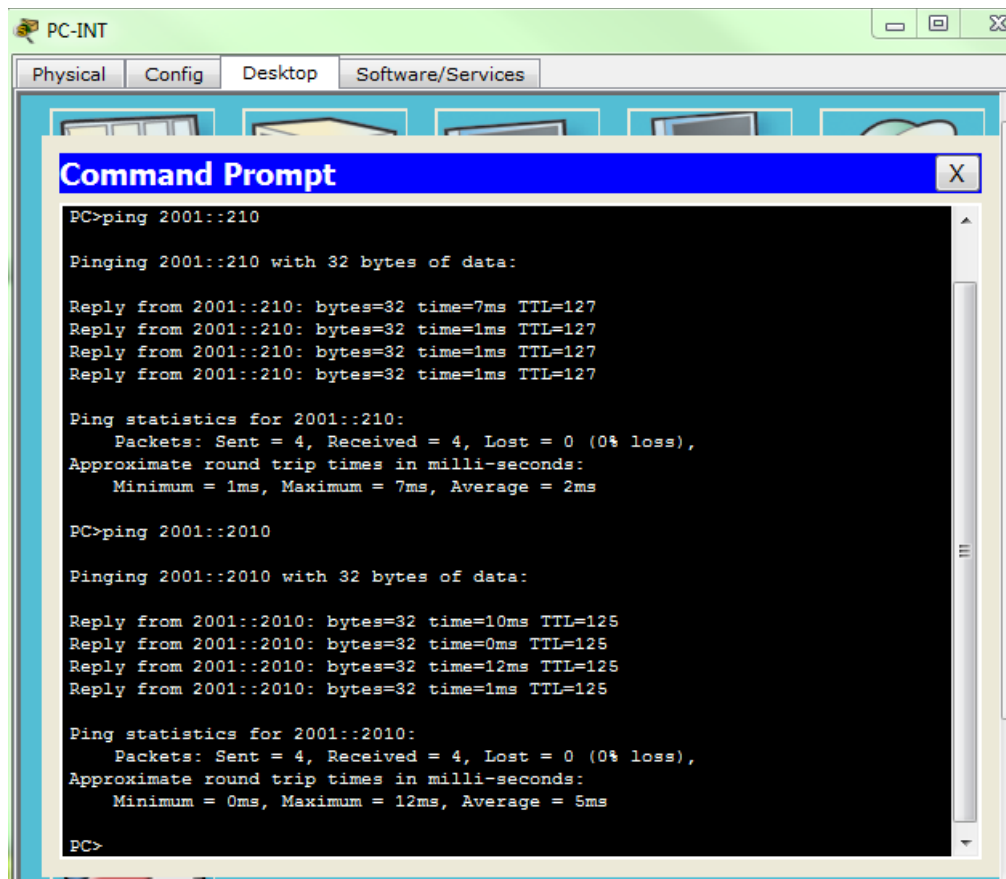 PC-INT
Physical Config Desktop Software/Services
Command Prompt X
PC>ping 2001::210
Pinging 2001::210 with 32 bytes of data:
Reply from 2001::210: bytes=32 time=7ms TTL=127
Reply from 2001::210: bytes=32 time=1ms TTL=127
Reply from 2001::210: bytes=32 time=1ms TTL=127
Reply from 2001::210: bytes=32 time=1ms TTL=127
Ping statistics for 2001::210:
Packets: Sent = 4, Received = 4, Lost = 0 (0% loss),
Approximate round trip times in milli-seconds:
Minimum = 1ms, Maximum = 7ms, Average = 2ms
PC>ping 2001::2010
Pinging 2001::2010 with 32 bytes of data:
Reply from 2001::2010: bytes=32 time=10ms TTL=125
Reply from 2001::2010: bytes=32 time=0ms TTL=125
Reply from 2001::2010: bytes=32 time=12ms TTL=125
Reply from 2001::2010: bytes=32 time=1ms TTL=125
Ping statistics for 2001::2010:
Packets: Sent = 4, Received = 4, Lost = 0 (0% loss),
Approximate round trip times in milli-seconds:
Minimum = 0ms, Maximum = 12ms, Average = 5ms
PC>